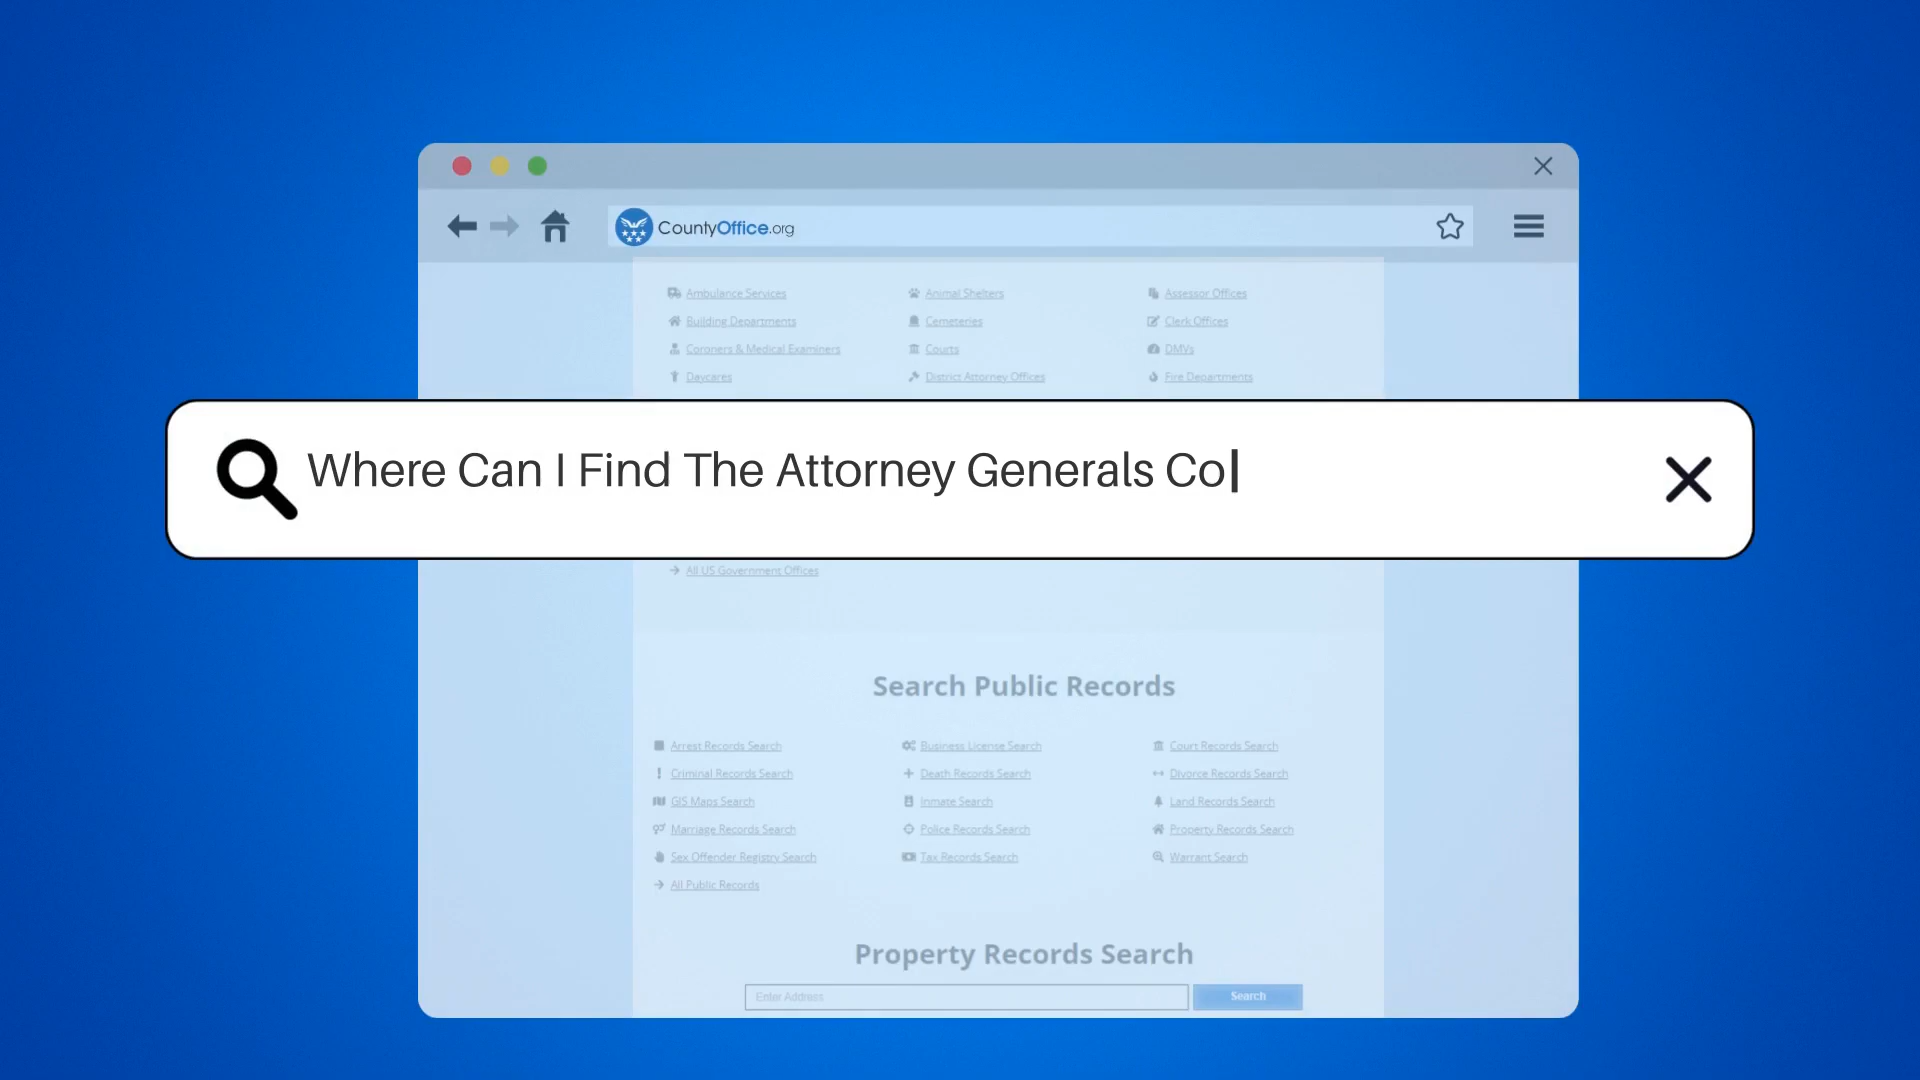 CountyOffice.org
Ambulance Services Animal Shelters Assessor Offices
Building Departments Cemeteries Clerk Offices
Coroners & Medical Examiners Courts DMVs
Daycares District Attorney Offices Fire Departments
Where Can I Find The Attorney Generals Co
All US Government Offices
Search Public Records
Arrest Records Search Business License Search Court Records Search
Criminal Records Search Death Records Search Divorce Records Search
GIS Maps Search Inmate Search Land Records Search
Marriage Records Search Police Records Search Property Records Search
Sex Offender Registry Search Tax Records Search Warrant Search
All Public Records
Property Records Search
Enter Address Search